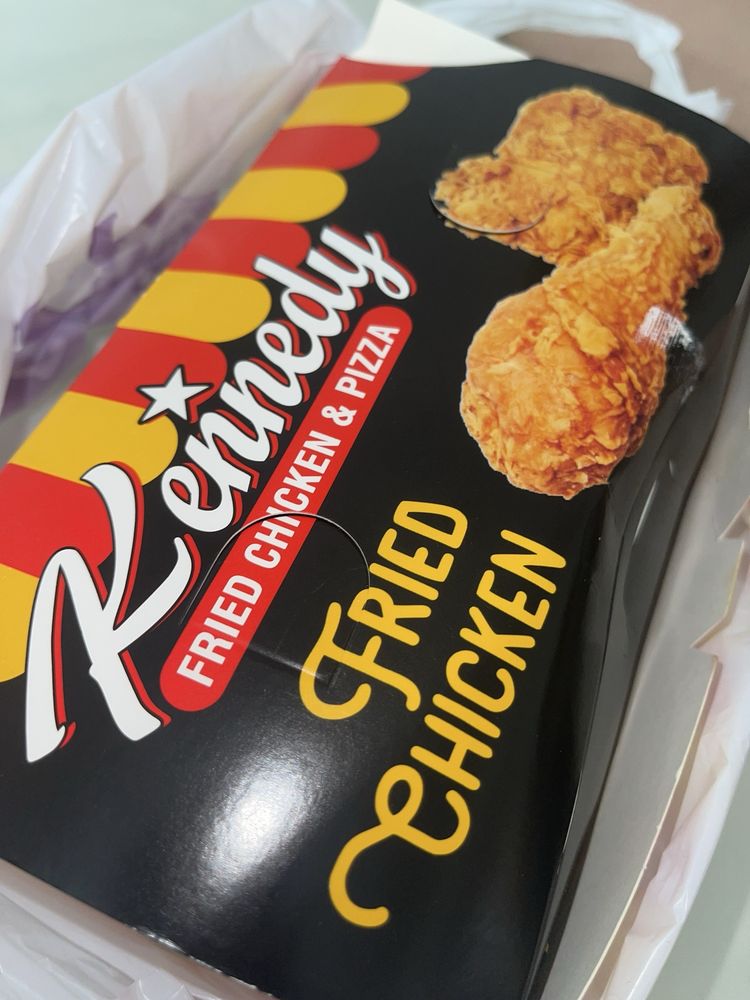 Kennedy
FRIED CHICKEN & PIZZA
FRIED
CHICKEN